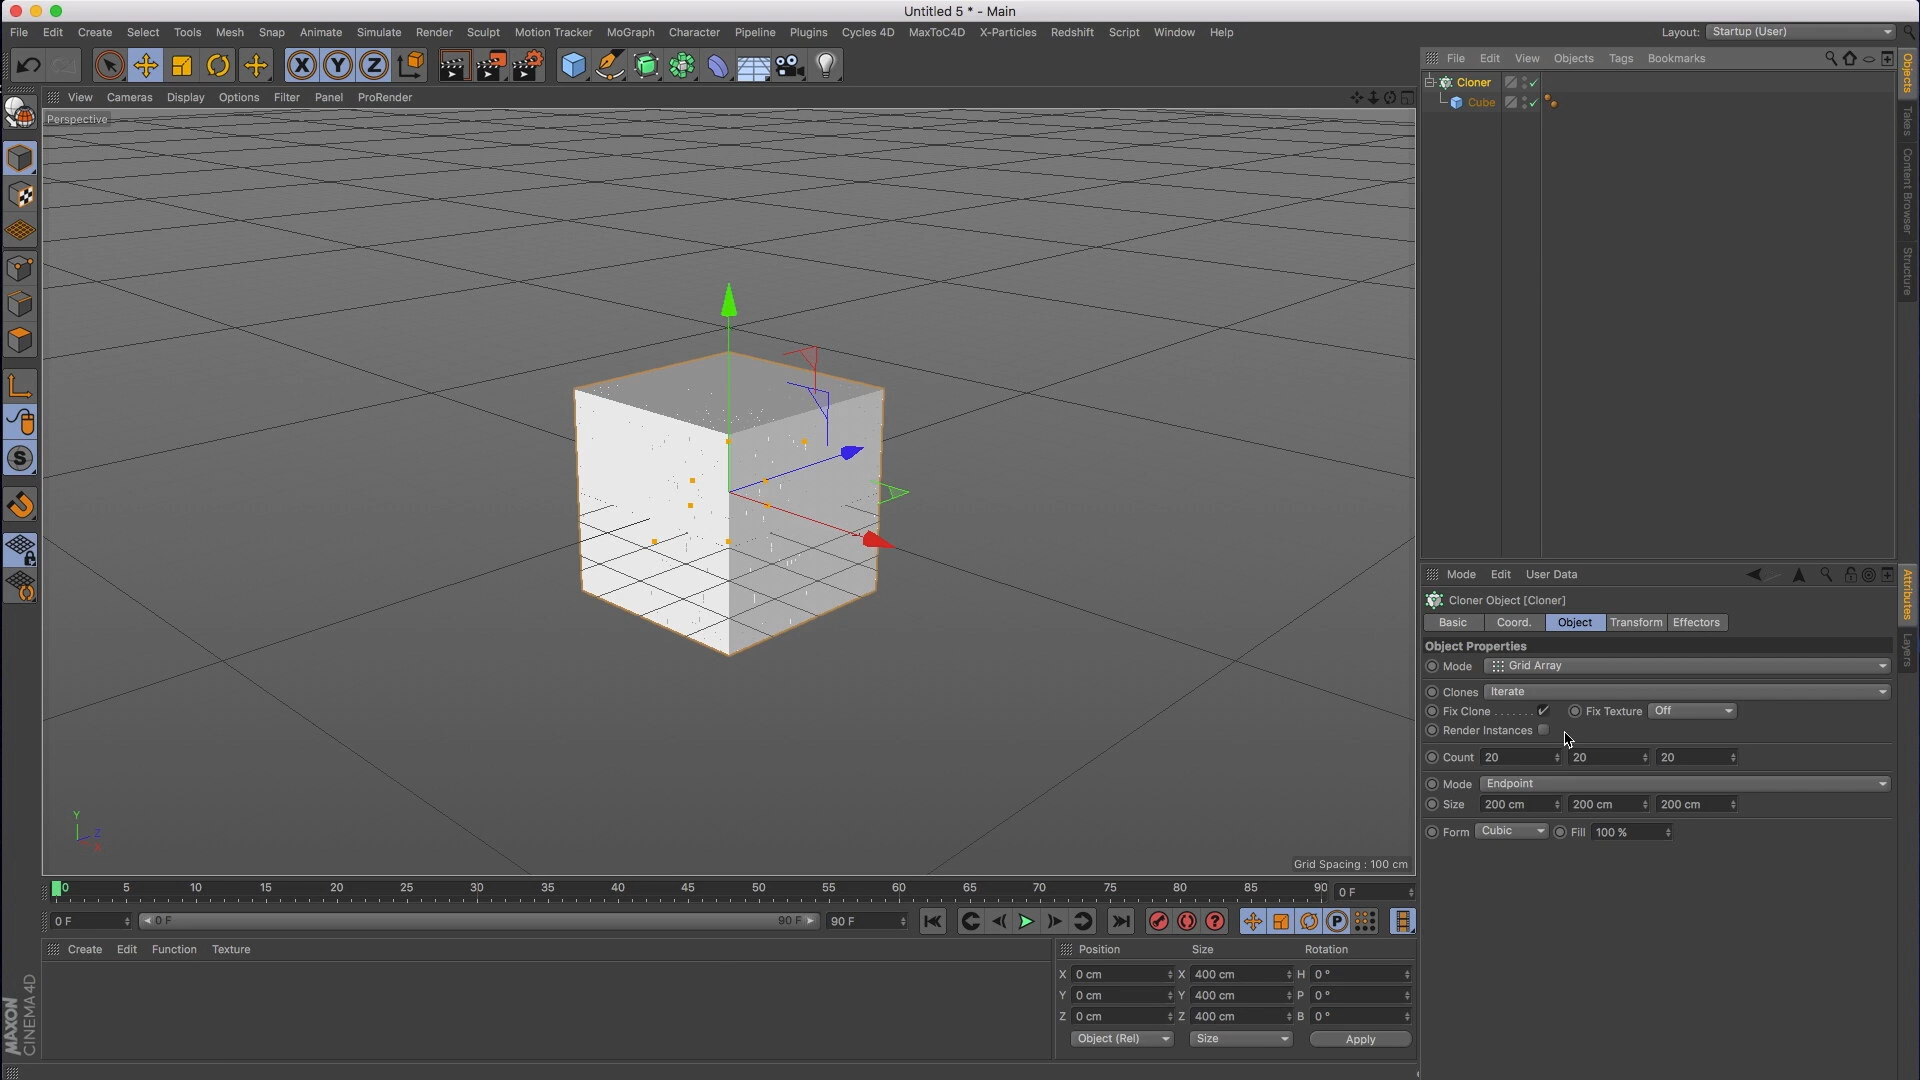 Untitled 5 * - Main
File Edit Create Select Tools Mesh Snap Animate Simulate Render Sculpt Motion Tracker MoGraph Character Pipeline Plugins Cycles 4D MaxToC4D X-Particles Redshift Script Window Help
Layout: Startup (User)
X Y Z
File Edit View Objects Tags Bookmarks
View Cameras Display Options Filter Panel ProRender
Perspective
Cloner
Cube
Objects
Takes
Content Browser
Structure
S
Mode Edit User Data
Cloner Object [Cloner]
Basic Coord. Object Transform Effectors
Object Properties
Mode Grid Array
Clones Iterate
Fix Clone . . . . . . . Fix Texture Off
Render Instances
Count 20 20 20
Mode Endpoint
Size 200 cm 200 cm 200 cm
Form Cubic Fill 100 %
Attributes
Layers
Y
Z
X
Grid Spacing : 100 cm
0 5 10 15 20 25 30 35 40 45 50 55 60 65 70 75 80 85 90 0 F
0 F 0 F 90 F 90 F
P
Create Edit Function Texture
Position Size Rotation
X 0 cm X 400 cm H 0 °
Y 0 cm Y 400 cm P 0 °
Z 0 cm Z 400 cm B 0 °
Object (Rel) Size Apply
MAXON
CINEMA 4D